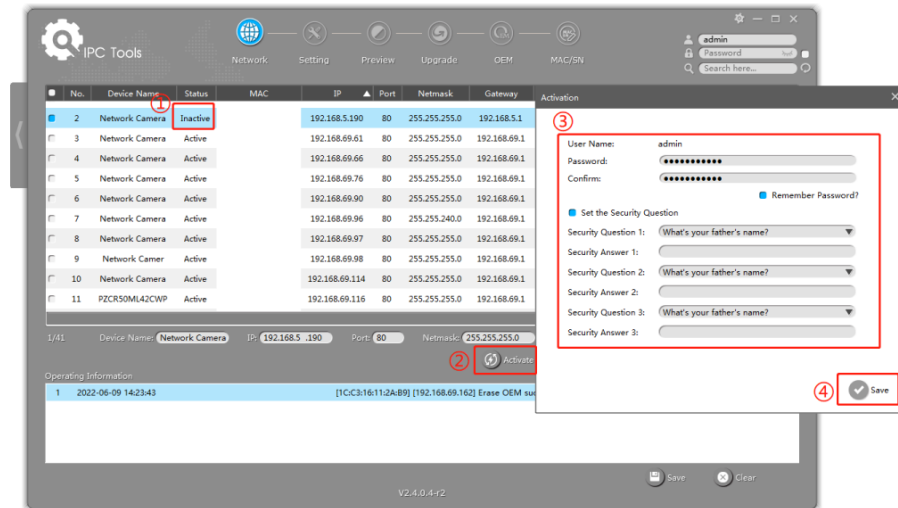 IPC Tools
Network Setting Preview Upgrade OEM MAC/SN
admin
Password
Search here...
No. Device Name Status MAC IP Port Netmask Gateway
①
2 Network Camera Inactive 192.168.5.190 80 255.255.255.0 192.168.5.1
3 Network Camera Active 192.168.69.61 80 255.255.255.0 192.168.69.1
4 Network Camera Active 192.168.69.66 80 255.255.255.0 192.168.69.1
5 Network Camera Active 192.168.69.76 80 255.255.255.0 192.168.69.1
6 Network Camera Active 192.168.69.90 80 255.255.255.0 192.168.69.1
7 Network Camera Active 192.168.69.96 80 255.255.240.0 192.168.69.1
8 Network Camera Active 192.168.69.97 80 255.255.255.0 192.168.69.1
9 Network Camer Active 192.168.69.98 80 255.255.255.0 192.168.69.1
10 Network Camera Active 192.168.69.114 80 255.255.255.0 192.168.69.1
11 PZCR50ML42CWP Active 192.168.69.116 80 255.255.255.0 192.168.69.1
1/41 Device Name: Network Camera IP: 192.168.5 .190 Port: 80 Netmask: 255.255.255.0
② Activate
Operating Information
1 2022-06-09 14:23:43 [1C:C3:16:11:2A:B9] [192.168.69.162] Erase OEM suc
Save Clear
V2.4.0.4-r2
Activation
③
User Name: admin
Password: ●●●●●●●●●●●
Confirm: ●●●●●●●●●●●
Remember Password?
Set the Security Question
Security Question 1: What's your father's name?
Security Answer 1:
Security Question 2: What's your father's name?
Security Answer 2:
Security Question 3: What's your father's name?
Security Answer 3:
④ Save